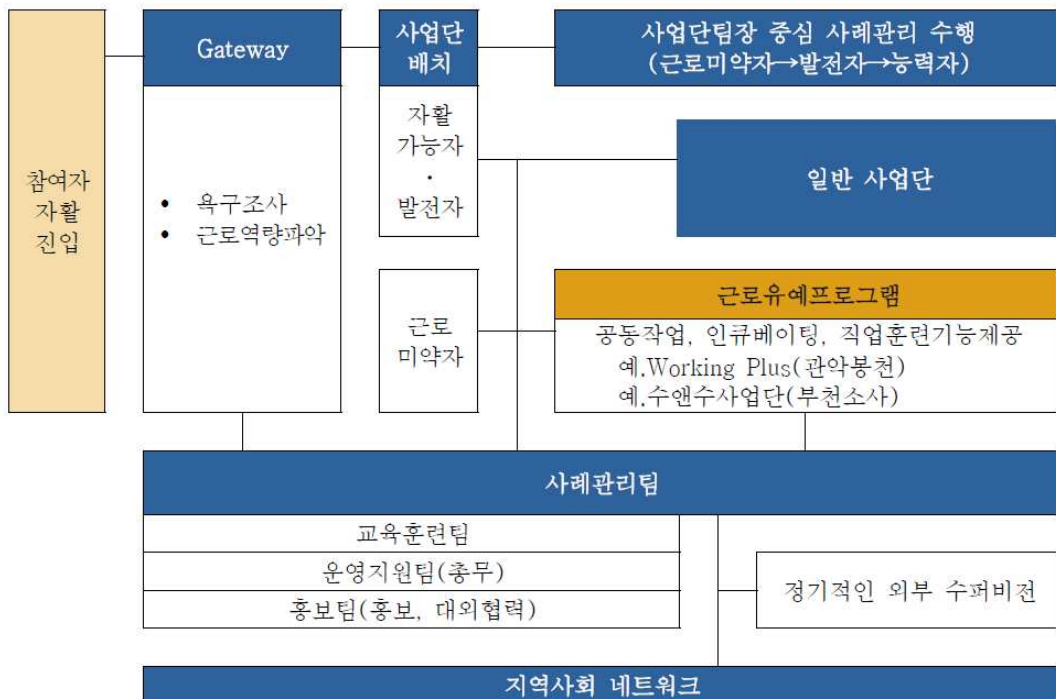 참여자
자활
진입
Gateway
• 욕구조사
• 근로역량파악
사업단
배치
자활
가능자
·
발전자
근로
미약자
사업단팀장 중심 사례관리 수행
(근로미약자→발전자→능력자)
일반 사업단
근로유예프로그램
공동작업, 인큐베이팅, 직업훈련기능제공
예.Working Plus(관악봉천)
예.수앤수사업단(부천소사)
사례관리팀
교육훈련팀
운영지원팀(총무)
홍보팀(홍보, 대외협력)
정기적인 외부 수퍼비전
지역사회 네트워크